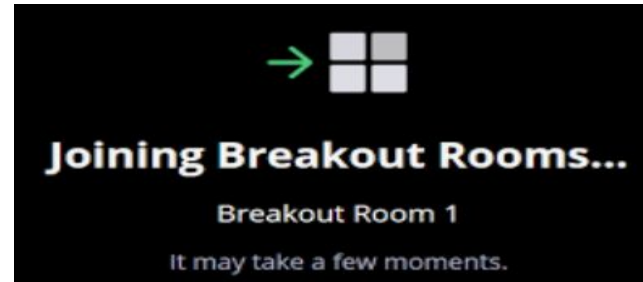 Joining Breakout Rooms...
Breakout Room 1
It may take a few moments.